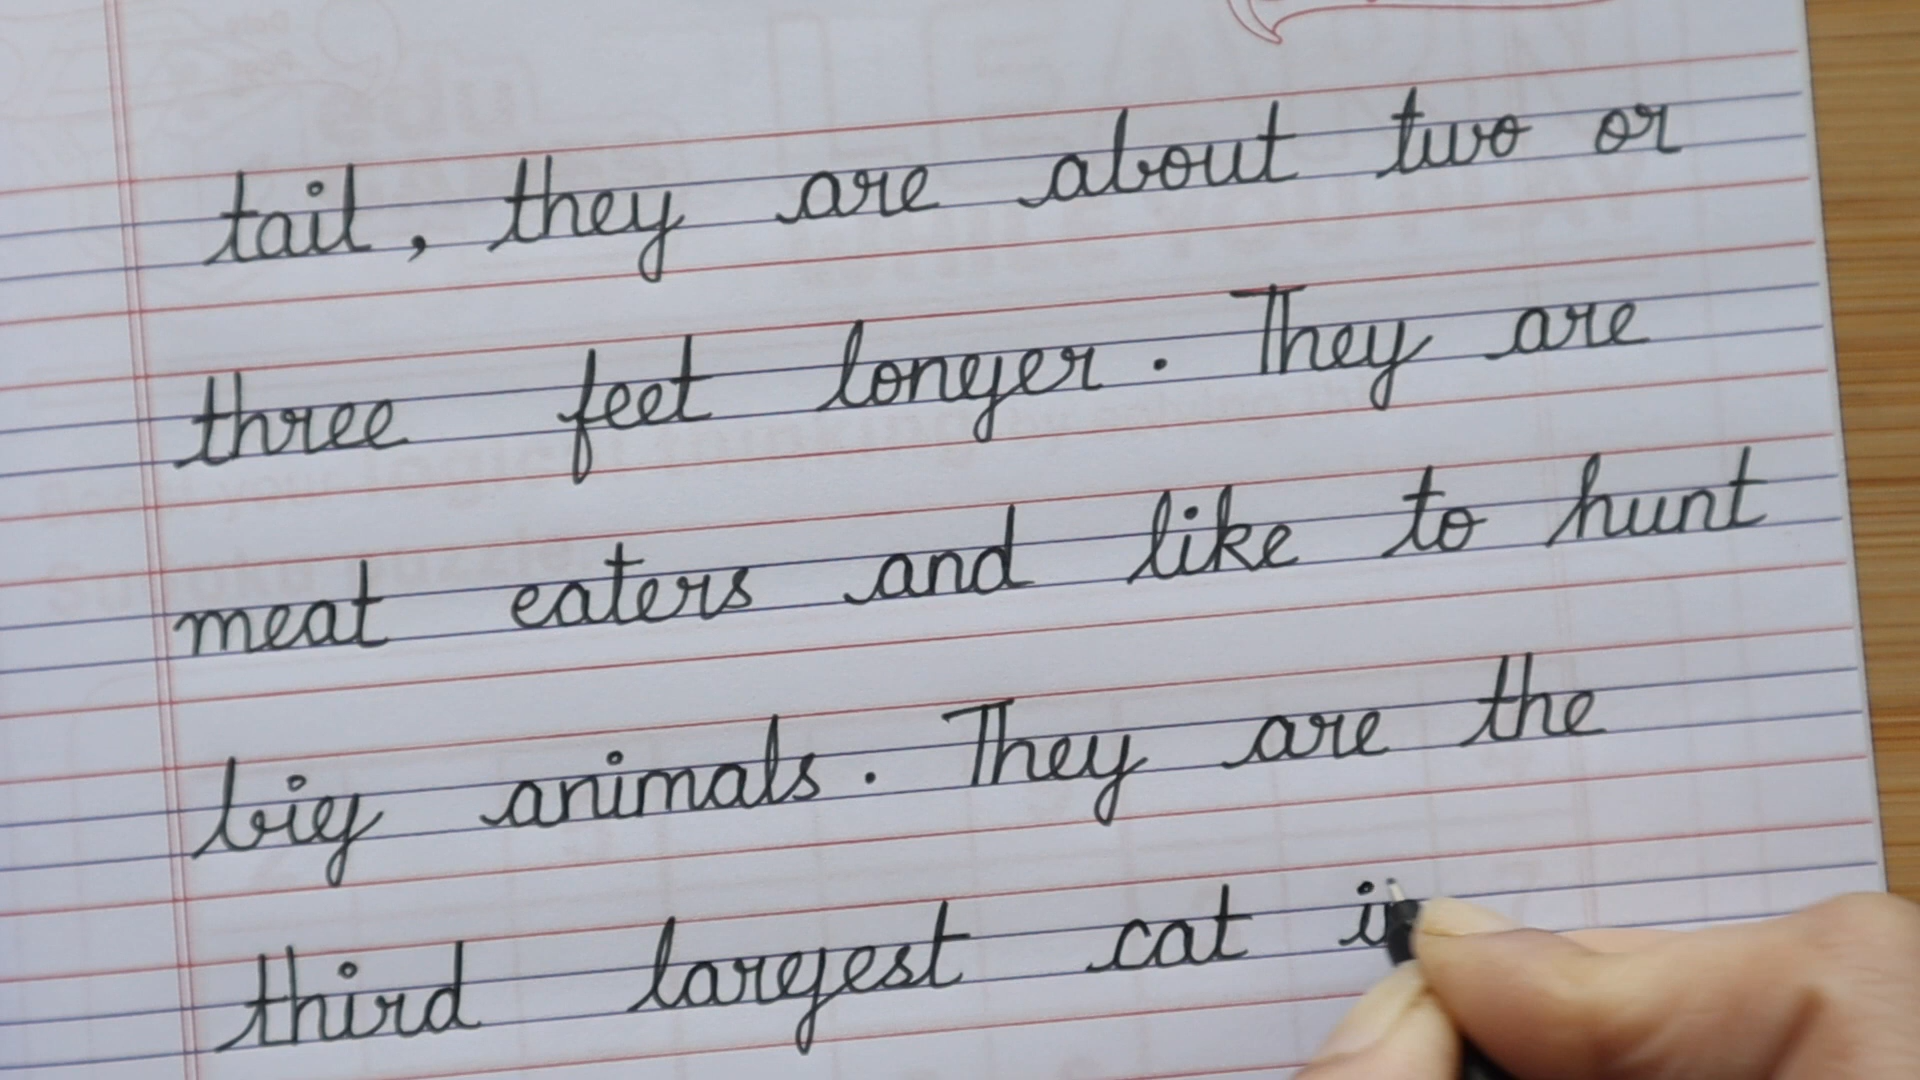 tail, they are about two or
three feet longer. They are
meat eaters and like to hunt
big animals. They are the
third largest cat